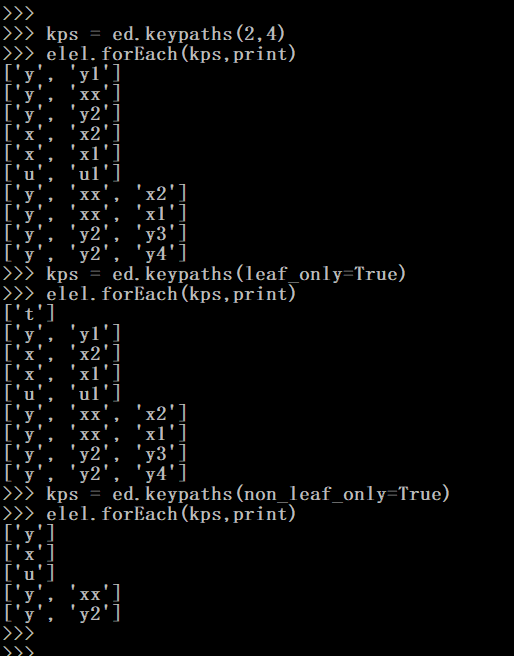 >>>
>>> kps = ed.keypaths(2,4)
>>> elel.forEach(kps,print)
['y', 'y1']
['y', 'xx']
['y', 'y2']
['x', 'x2']
['x', 'x1']
['u', 'u1']
['y', 'xx', 'x2']
['y', 'xx', 'x1']
['y', 'y2', 'y3']
['y', 'y2', 'y4']
>>> kps = ed.keypaths(leaf_only=True)
>>> elel.forEach(kps,print)
['t']
['y', 'y1']
['x', 'x2']
['x', 'x1']
['u', 'u1']
['y', 'xx', 'x2']
['y', 'xx', 'x1']
['y', 'y2', 'y3']
['y', 'y2', 'y4']
>>> kps = ed.keypaths(non_leaf_only=True)
>>> elel.forEach(kps,print)
['y']
['x']
['u']
['y', 'xx']
['y', 'y2']
>>>
>>>